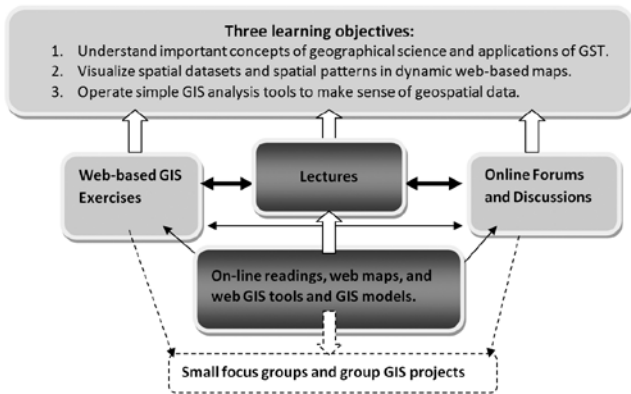 Three learning objectives:
1. Understand important concepts of geographical science and applications of GST.
2. Visualize spatial datasets and spatial patterns in dynamic web-based maps.
3. Operate simple GIS analysis tools to make sense of geospatial data.
Web-based GIS
Exercises
Lectures
Online Forums
and Discussions
On-line readings, web maps, and
web GIS tools and GIS models.
Small focus groups and group GIS projects